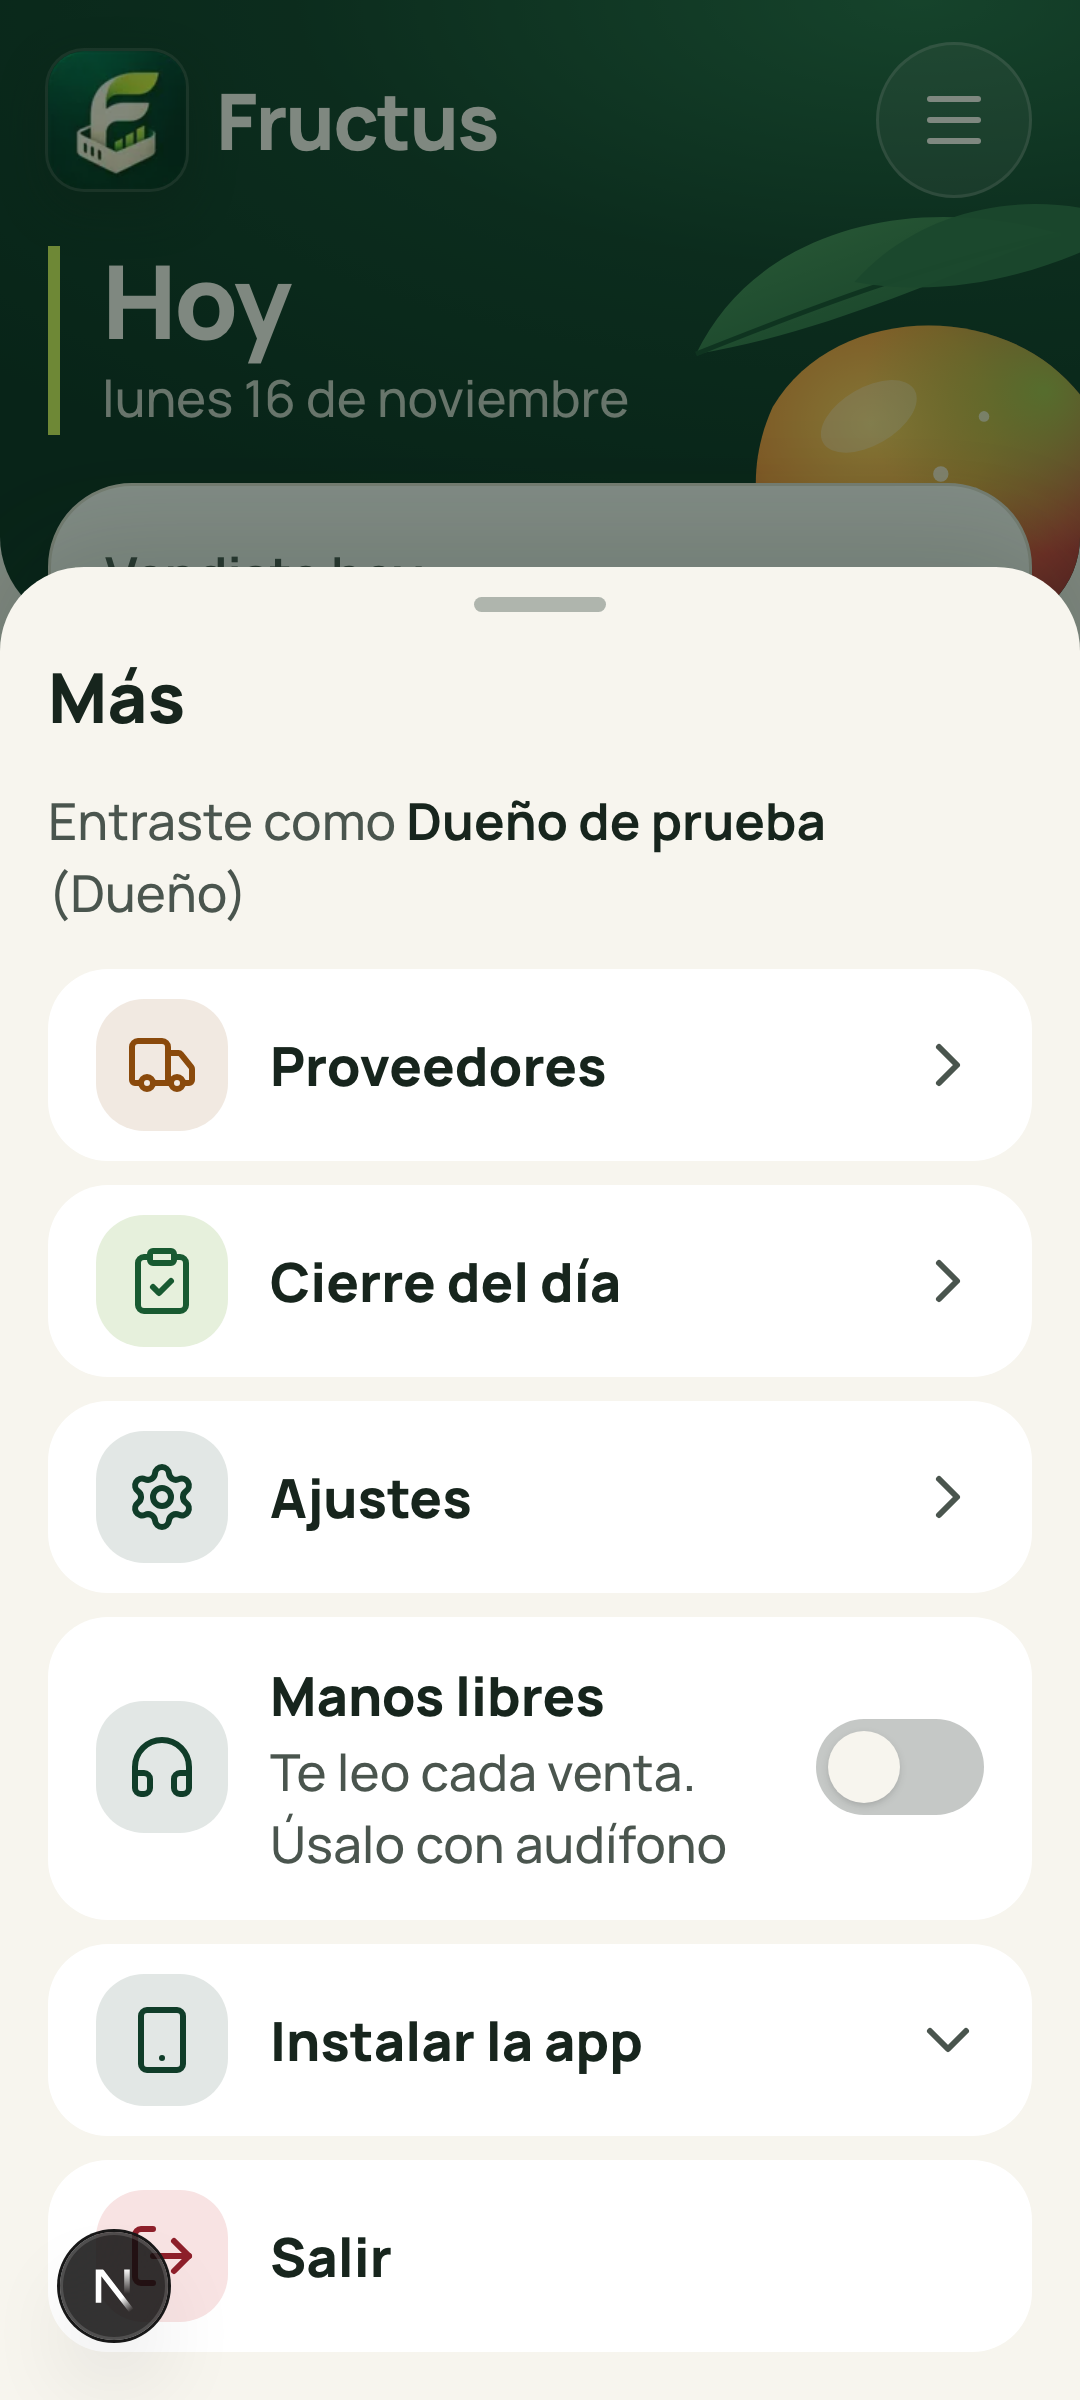 Fructus
Hoy
lunes 16 de noviembre
Más
Entraste como Dueño de prueba
(Dueño)
Proveedores
Cierre del día
Ajustes
Manos libres
Te leo cada venta.
Úsalo con audífono
Instalar la app
Salir
N